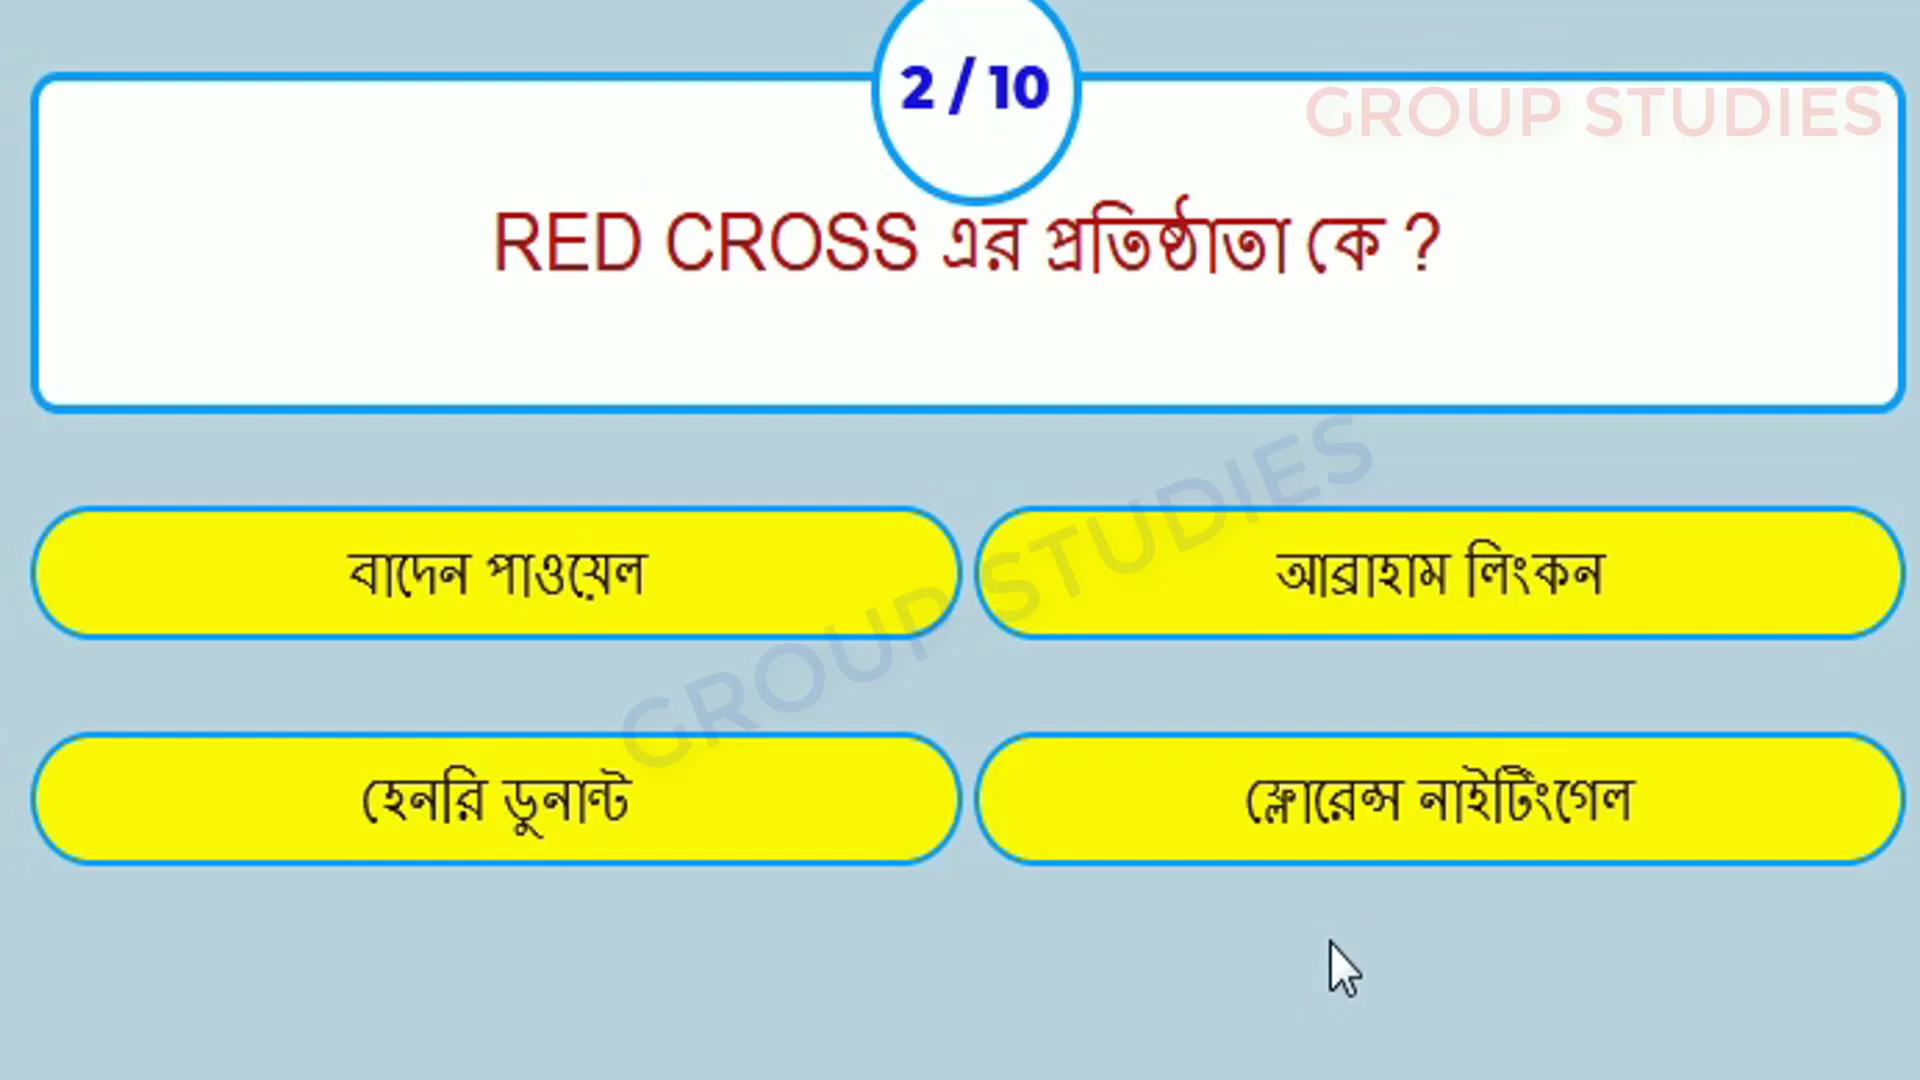 2 / 10
GROUP STUDIES
RED CROSS এর প্রতিষ্ঠাতা কে ?
বাদেন পাওয়েল
আব্রাহাম লিংকন
GROUP STUDIES
হেনরি ডুনান্ট
ফ্লোরেন্স নাইটিংগেল